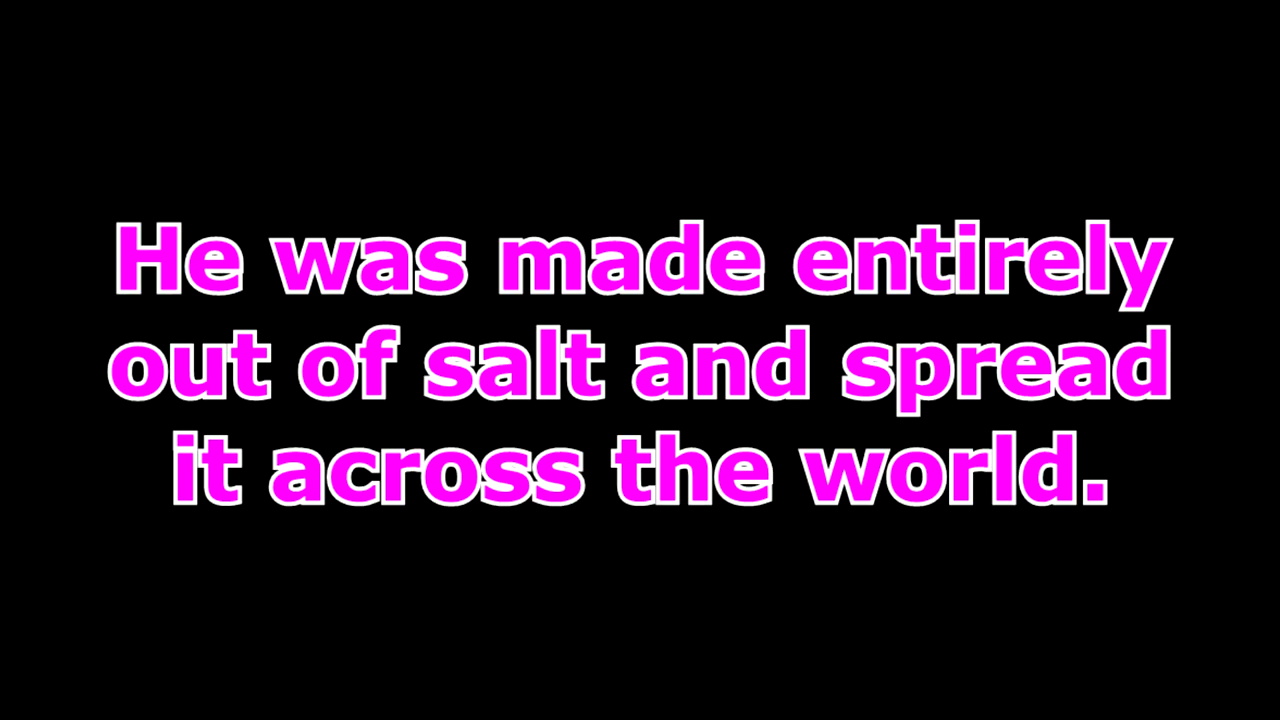 He was made entirely
out of salt and spread
it across the world.